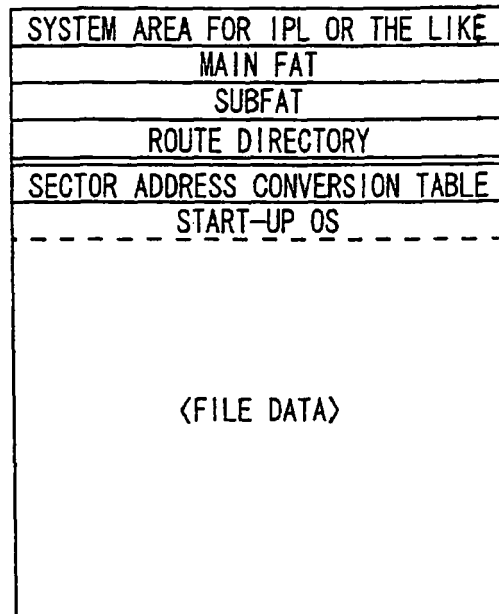 SYSTEM AREA FOR IPL OR THE LIKE
MAIN FAT
SUBFAT
ROUTE DIRECTORY
SECTOR ADDRESS CONVERSION TABLE
START-UP OS
<FILE DATA>